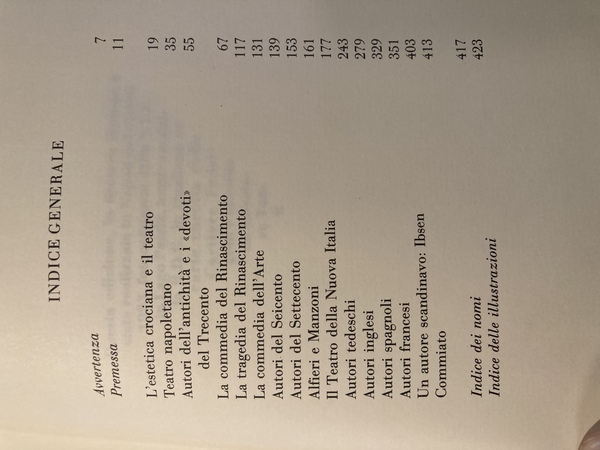 INDICE GENERALE
Avvertenza 7
Premessa 11
L'estetica crociana e il teatro 19
Teatro napoletano 35
Autori dell'antichità e i «devoti» 55
del Trecento
La commedia del Rinascimento 67
La tragedia del Rinascimento 117
La commedia dell'Arte 131
Autori del Seicento 139
Autori del Settecento 153
Alfieri e Manzoni 161
Il Teatro della Nuova Italia 177
Autori tedeschi 243
Autori inglesi 279
Autori spagnoli 329
Autori francesi 351
Un autore scandinavo: Ibsen 403
Commiato 413
Indice dei nomi 417
Indice delle illustrazioni 423